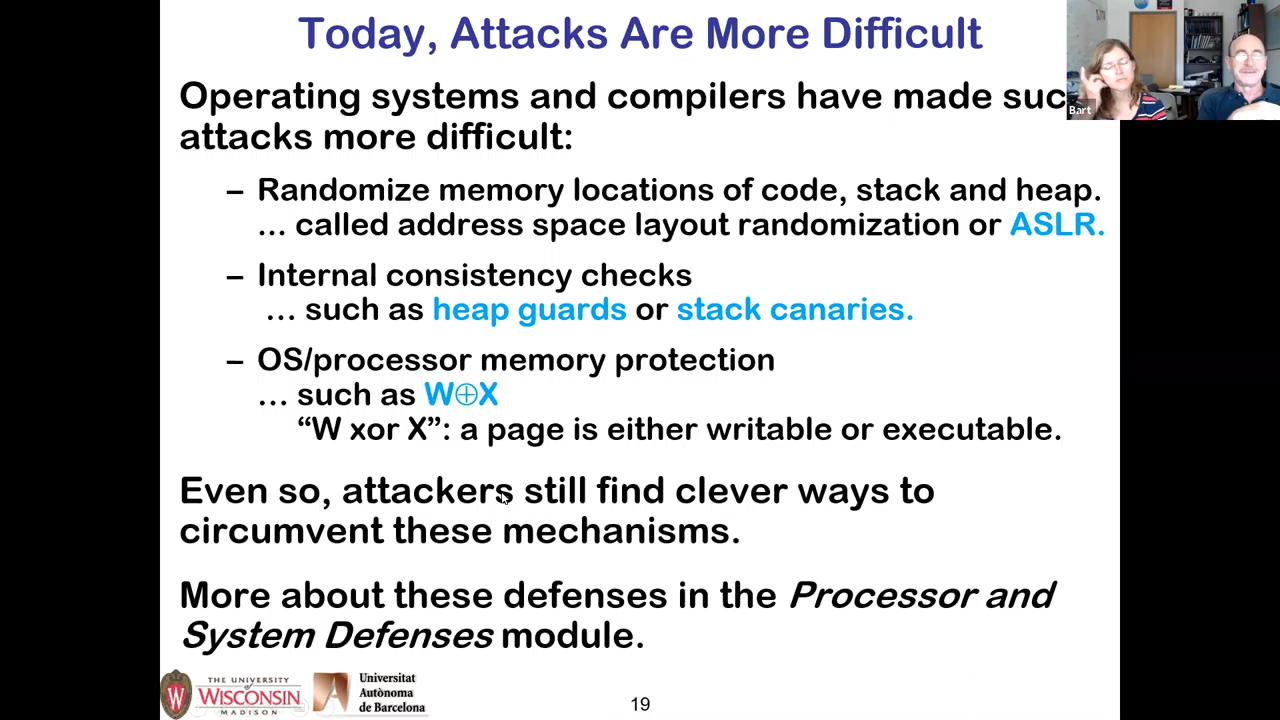 Today, Attacks Are More Difficult
Operating systems and compilers have made suc
attacks more difficult:
– Randomize memory locations of code, stack and heap.
... called address space layout randomization or ASLR.
– Internal consistency checks
... such as heap guards or stack canaries.
– OS/processor memory protection
... such as W⊕X
“W xor X”: a page is either writable or executable.
Even so, attackers still find clever ways to
circumvent these mechanisms.
More about these defenses in the Processor and
System Defenses module.
Bart
THE UNIVERSITY
of
WISCONSIN
MADISON
Universitat
Autònoma
de Barcelona
19